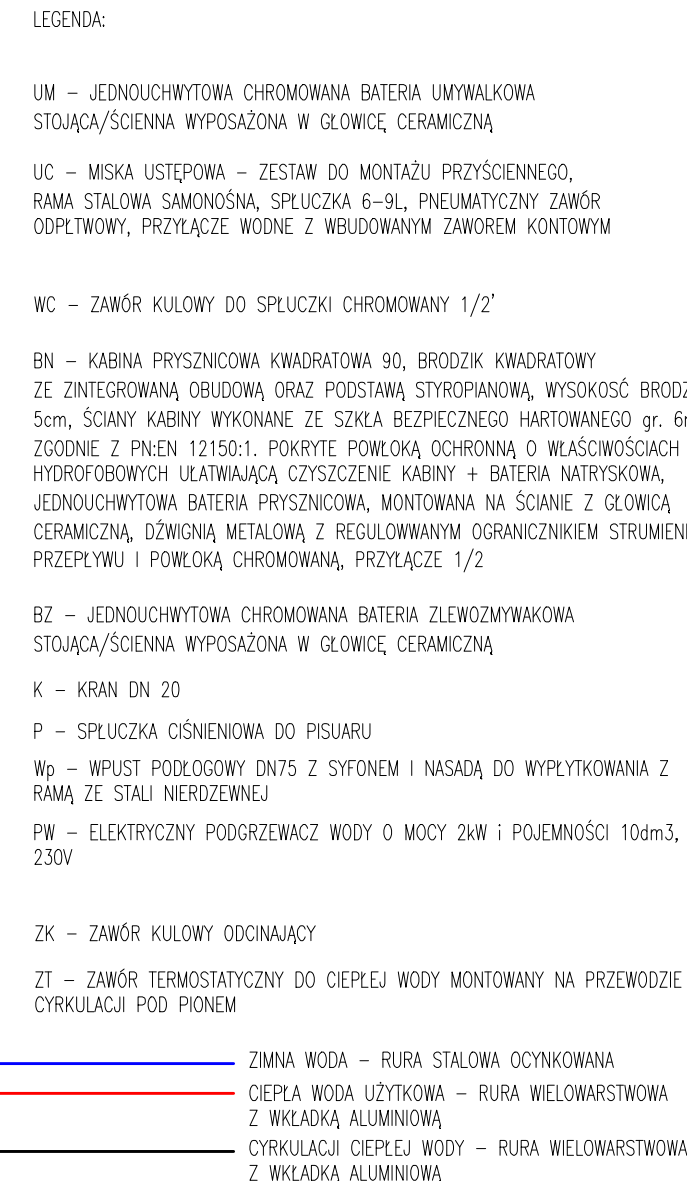 LEGENDA:
UM – JEDNOUCHWYTOWA CHROMOWANA BATERIA UMYWALKOWA
STOJĄCA/ŚCIENNA WYPOSAŻONA W GŁOWICĘ CERAMICZNĄ
UC – MISKA USTĘPOWA – ZESTAW DO MONTAŻU PRZYŚCIENNEGO,
RAMA STALOWA SAMONOŚNA, SPŁUCZKA 6–9L, PNEUMATYCZNY ZAWÓR
ODPŁTWOWY, PRZYŁĄCZE WODNE Z WBUDOWANYM ZAWOREM KONTOWYM
WC – ZAWÓR KULOWY DO SPŁUCZKI CHROMOWANY 1/2'
BN – KABINA PRYSZNICOWA KWADRATOWA 90, BRODZIK KWADRATOWY
ZE ZINTEGROWANĄ OBUDOWĄ ORAZ PODSTAWĄ STYROPIANOWĄ, WYSOKOSĆ BRODZ
5cm, ŚCIANY KABINY WYKONANE ZE SZKŁA BEZPIECZNEGO HARTOWANEGO gr. 6
ZGODNIE Z PN:EN 12150:1. POKRYTE POWŁOKĄ OCHRONNĄ O WŁAŚCIWOŚCIACH
HYDROFOBOWYCH UŁATWIAJĄCĄ CZYSZCZENIE KABINY + BATERIA NATRYSKOWA,
JEDNOUCHWYTOWA BATERIA PRYSZNICOWA, MONTOWANA NA ŚCIANIE Z GŁOWICĄ
CERAMICZNĄ, DŹWIGNIĄ METALOWĄ Z REGULOWWANYM OGRANICZNIKIEM STRUMIENI
PRZEPŁYWU I POWŁOKĄ CHROMOWANĄ, PRZYŁĄCZE 1/2
BZ – JEDNOUCHWYTOWA CHROMOWANA BATERIA ZLEWOZMYWAKOWA
STOJĄCA/ŚCIENNA WYPOSAŻONA W GŁOWICĘ CERAMICZNĄ
K – KRAN DN 20
P – SPŁUCZKA CIŚNIENIOWA DO PISUARU
Wp – WPUST PODŁOGOWY DN75 Z SYFONEM I NASADĄ DO WYPŁYTKOWANIA Z
RAMĄ ZE STALI NIERDZEWNEJ
PW – ELEKTRYCZNY PODGRZEWACZ WODY O MOCY 2kW i POJEMNOŚCI 10dm3,
230V
ZK – ZAWÓR KULOWY ODCINAJĄCY
ZT – ZAWÓR TERMOSTATYCZNY DO CIEPŁEJ WODY MONTOWANY NA PRZEWODZIE
CYRKULACJI POD PIONEM
ZIMNA WODA – RURA STALOWA OCYNKOWANA
CIEPŁA WODA UŻYTKOWA – RURA WIELOWARSTWOWA
Z WKŁADKĄ ALUMINIOWĄ
CYRKULACJI CIEPŁEJ WODY – RURA WIELOWARSTWOWA
Z WKŁADKA ALUMINIOWA